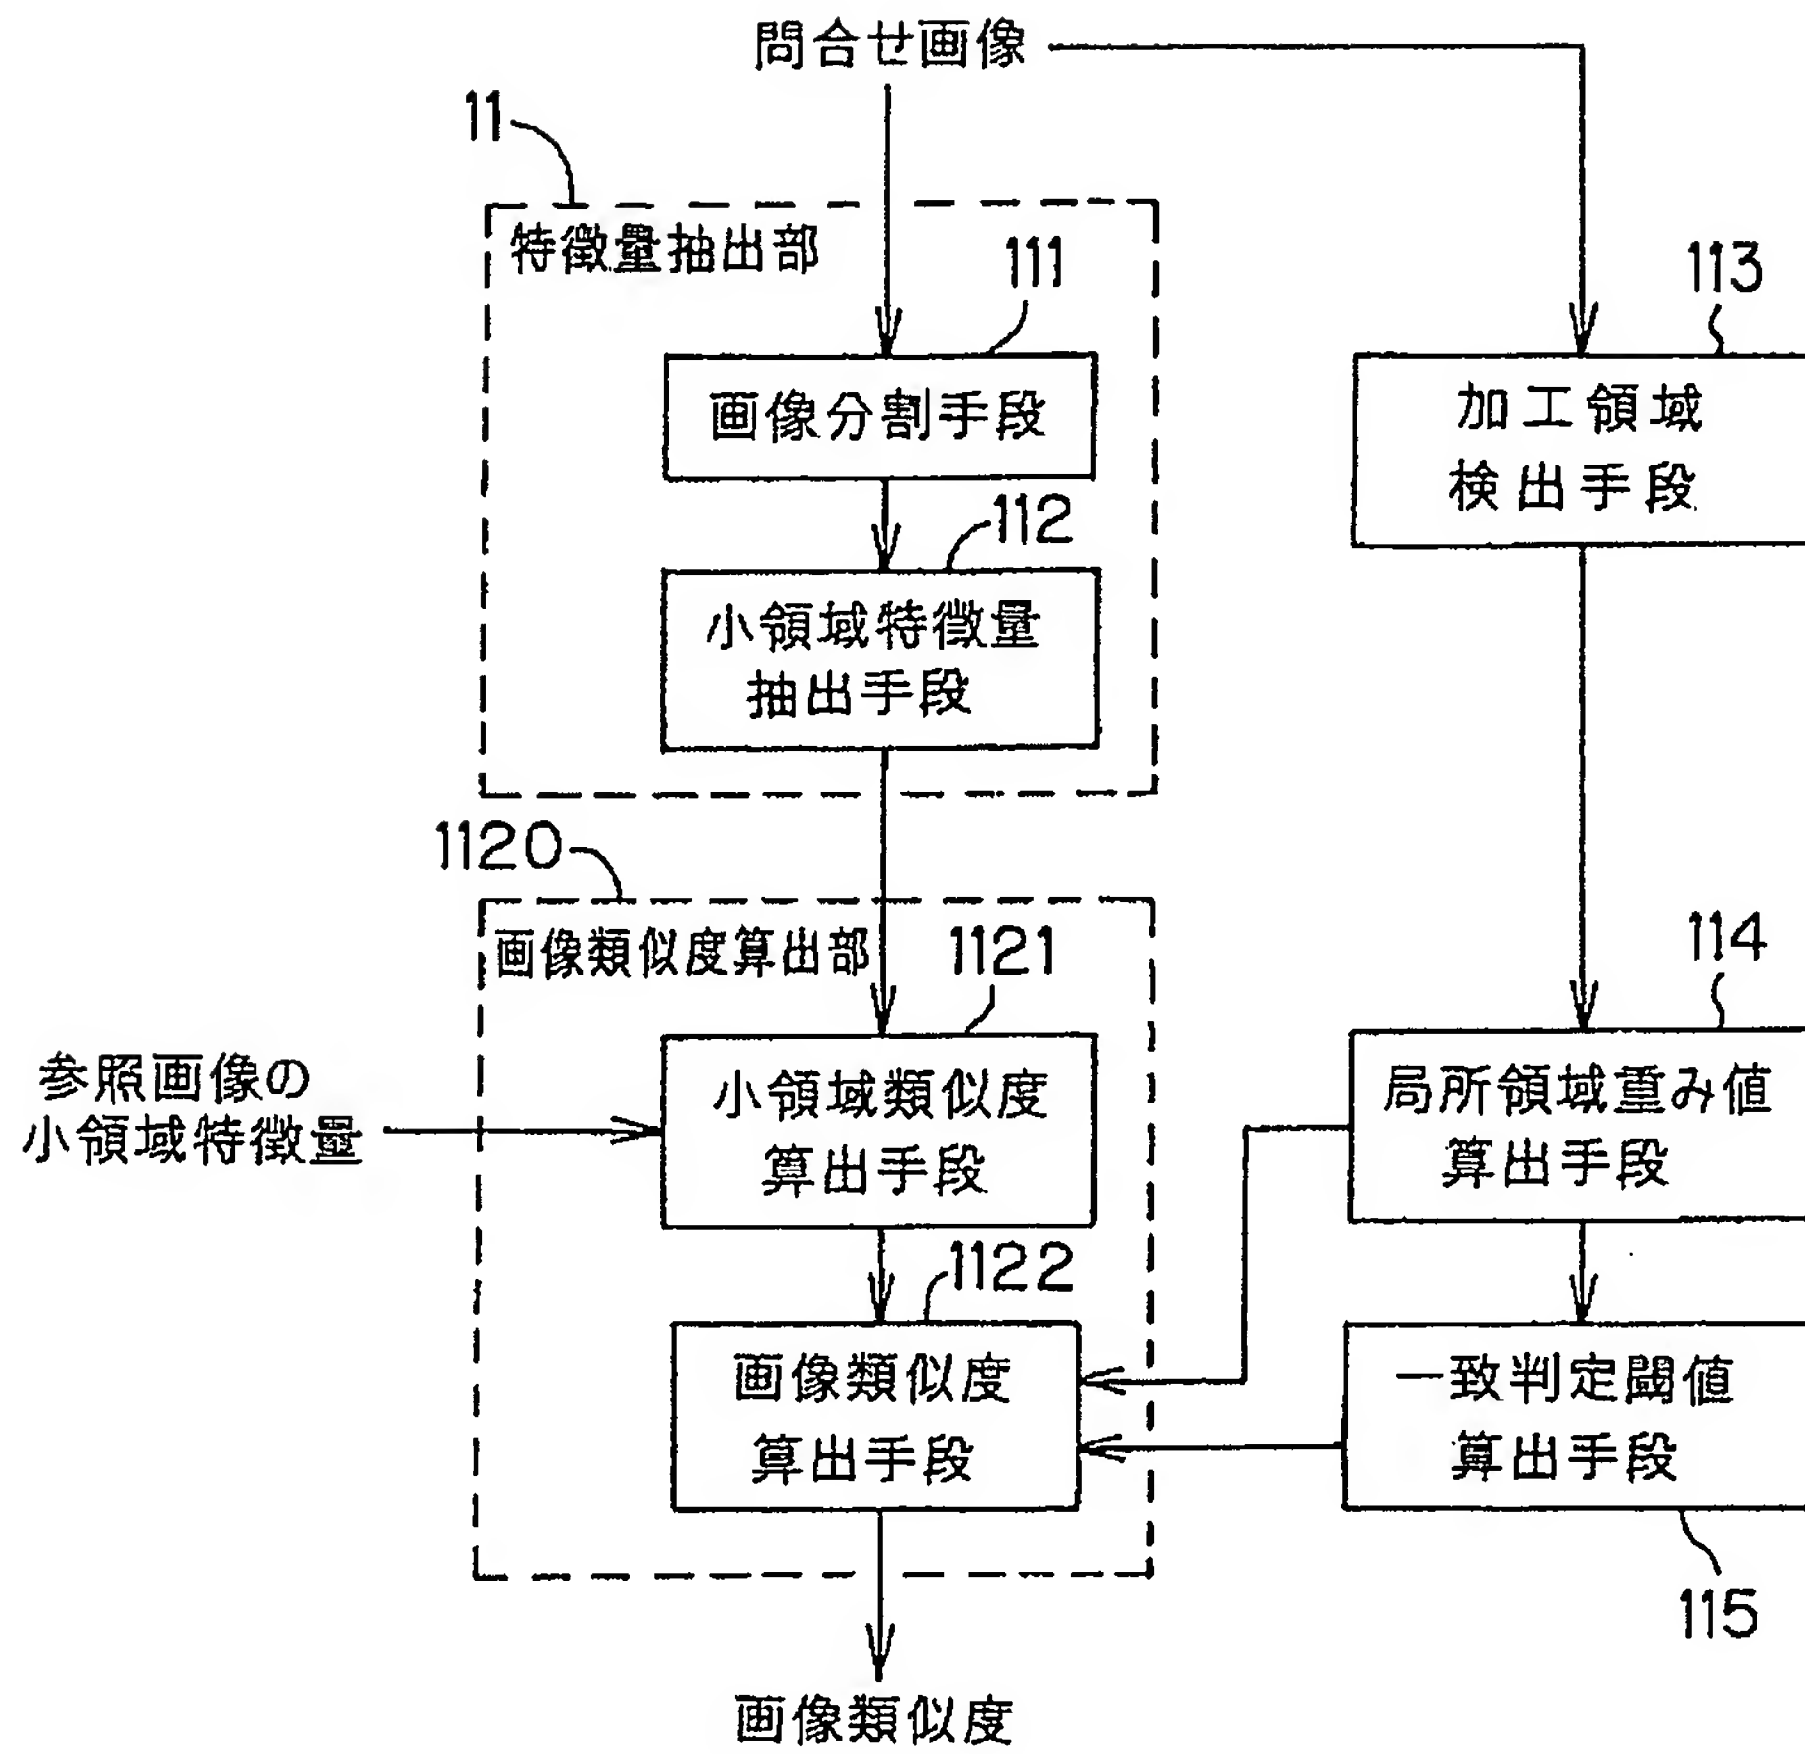 問合せ画像
11
特徴量抽出部
111
113
画像分割手段
加工領域
検出手段
112
小領域特徴量
抽出手段
1120
画像類似度算出部
1121
114
参照画像の
小領域特徴量
小領域類似度
算出手段
局所領域重み値
算出手段
1122
画像類似度
算出手段
一致判定閾値
算出手段
115
画像類似度